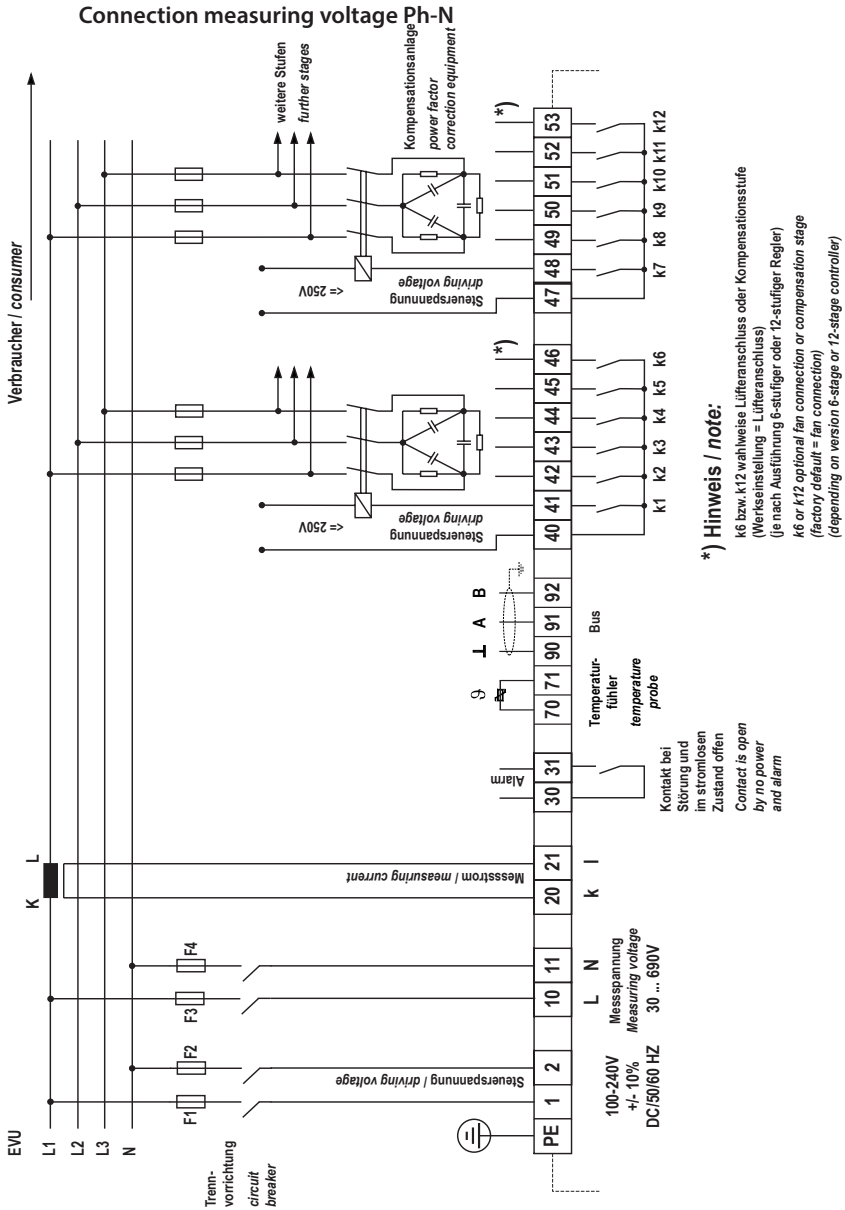 Connection measuring voltage Ph-N
EVU
L1
L2
L3
N
Verbraucher / consumer
K
L
Trenn-
vorrichtung
circuit
breaker
F1
F2
F3
F4
Steuerspannung / driving voltage
Messstrom / measuring current
Alarm
ϑ
A
B
Steuerspannung
driving voltage
<= 250V
*)
Steuerspannung
driving voltage
<= 250V
weitere Stufen
further stages
Kompensationsanlage
power factor
correction equipment
*)
PE
1
2
10
11
20
21
30
31
70
71
90
91
92
40
41
42
43
44
45
46
47
48
49
50
51
52
53
100-240V
+/- 10%
DC/50/60 HZ
L
N
Messspannung
Measuring voltage
30 ... 690V
k
l
Kontakt bei
Störung und
im stromlosen
Zustand offen
Contact is open
by no power
and alarm
Temperatur-
fühler
temperature
probe
Bus
k1
k2
k3
k4
k5
k6
k7
k8
k9
k10
k11
k12
*) Hinweis / note:
k6 bzw. k12 wahlweise Lüfteranschluss oder Kompensationsstufe
(Werkseinstellung = Lüfteranschluss)
(je nach Ausführung 6-stufiger oder 12-stufiger Regler)
k6 or k12 optional fan connection or compensation stage
(factory default = fan connection)
(depending on version 6-stage or 12-stage controller)